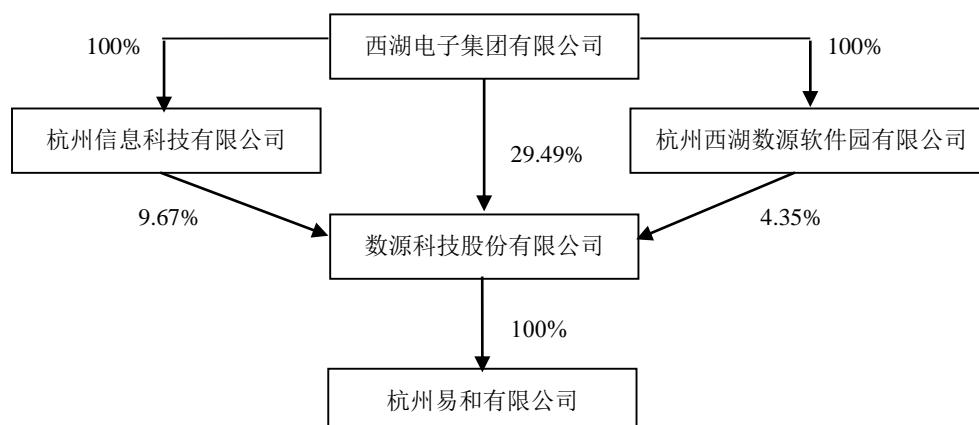 西湖电子集团有限公司
100%
100%
杭州信息科技有限公司
杭州西湖数源软件园有限公司
29.49%
9.67%
4.35%
数源科技股份有限公司
100%
杭州易和有限公司